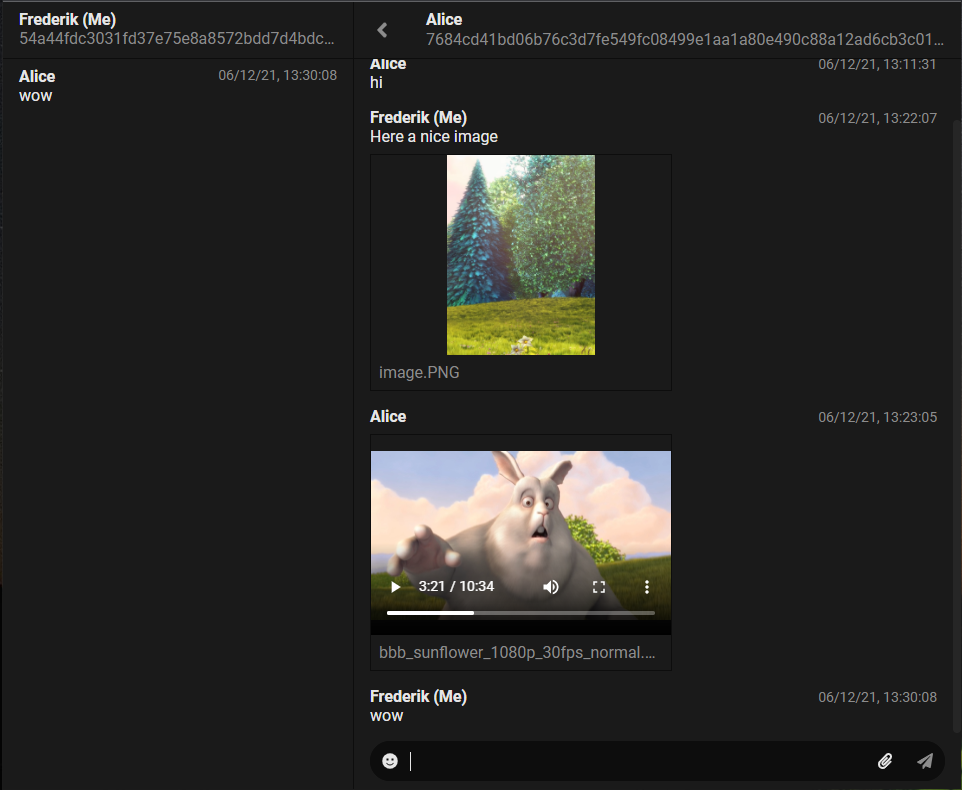 Frederik (Me)
54a44fdc3031fd37e75e8a8572bdd7d4bdc...
Alice 06/12/21, 13:30:08
wow
Alice
7684cd41bd06b76c3d7fe549fc08499e1aa1a80e490c88a12ad6cb3c01...
Alice 06/12/21, 13:11:31
hi
Frederik (Me) 06/12/21, 13:22:07
Here a nice image
image.PNG
Alice 06/12/21, 13:23:05
3:21 / 10:34
bbb_sunflower_1080p_30fps_normal....
Frederik (Me) 06/12/21, 13:30:08
wow